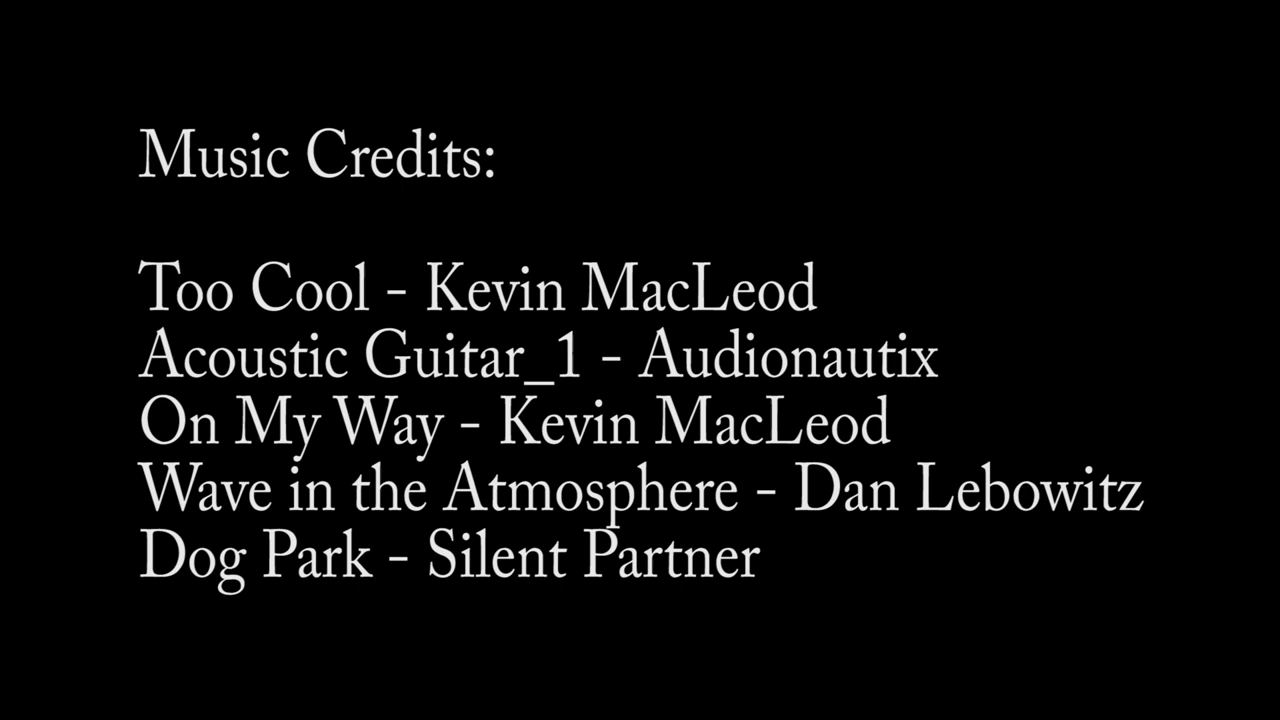 Music Credits:
Too Cool - Kevin MacLeod
Acoustic Guitar_1 - Audionautix
On My Way - Kevin MacLeod
Wave in the Atmosphere - Dan Lebowitz
Dog Park - Silent Partner